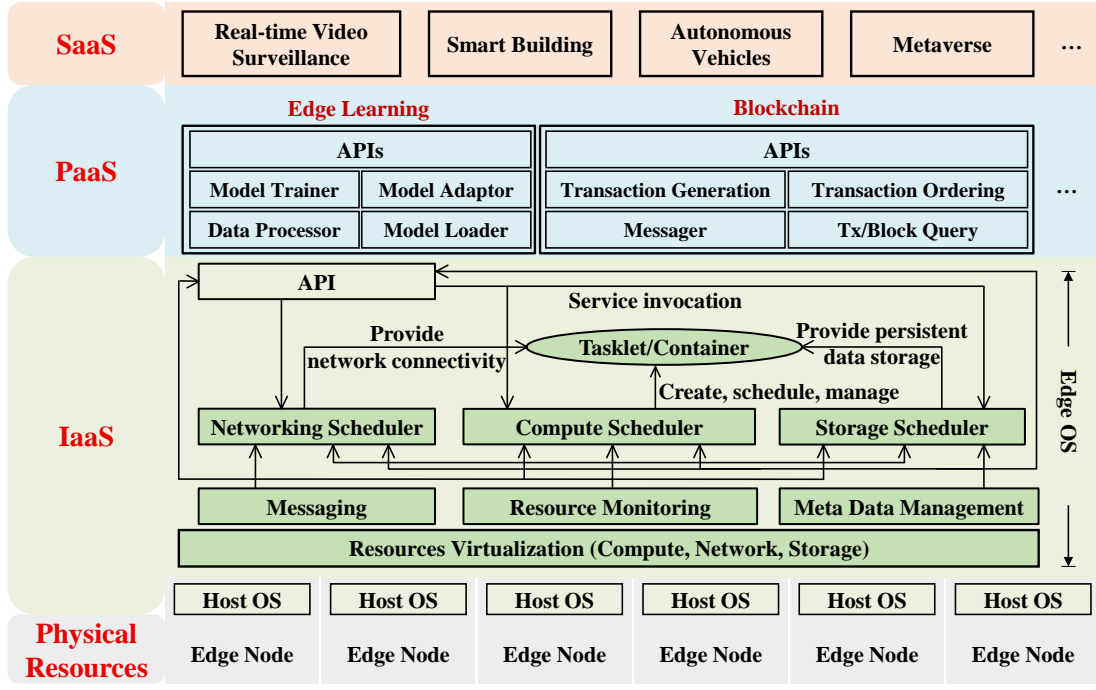 SaaS
Real-time Video
Surveillance
Smart Building
Autonomous
Vehicles
Metaverse
...
PaaS
Edge Learning
Blockchain
APIs
APIs
Model Trainer
Model Adaptor
Transaction Generation
Transaction Ordering
...
Data Processor
Model Loader
Messager
Tx/Block Query
IaaS
API
Service invocation
Provide
network connectivity
Tasklet/Container
Provide persistent
data storage
Create, schedule, manage
Networking Scheduler
Compute Scheduler
Storage Scheduler
Edge OS
Messaging
Resource Monitoring
Meta Data Management
Resources Virtualization (Compute, Network, Storage)
Host OS
Host OS
Host OS
Host OS
Host OS
Host OS
Physical
Resources
Edge Node
Edge Node
Edge Node
Edge Node
Edge Node
Edge Node